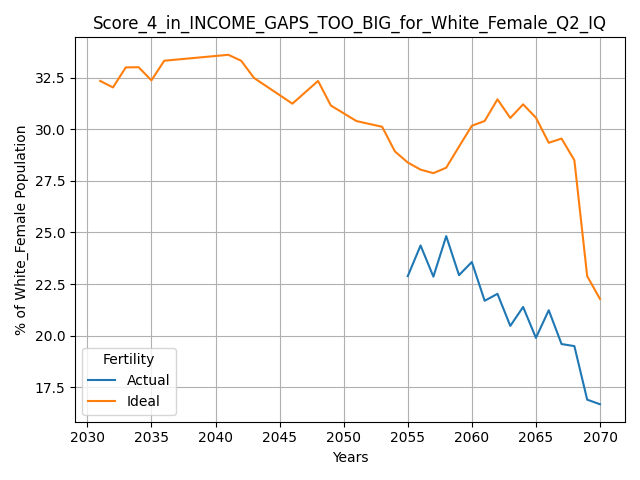 Score_4_in_INCOME_GAPS_TOO_BIG_for_White_Female_Q2_IQ
% of White_Female Population
32.5
30.0
27.5
25.0
22.5
20.0
17.5
Fertility
Actual
Ideal
2030 2035 2040 2045 2050 2055 2060 2065 2070
Years